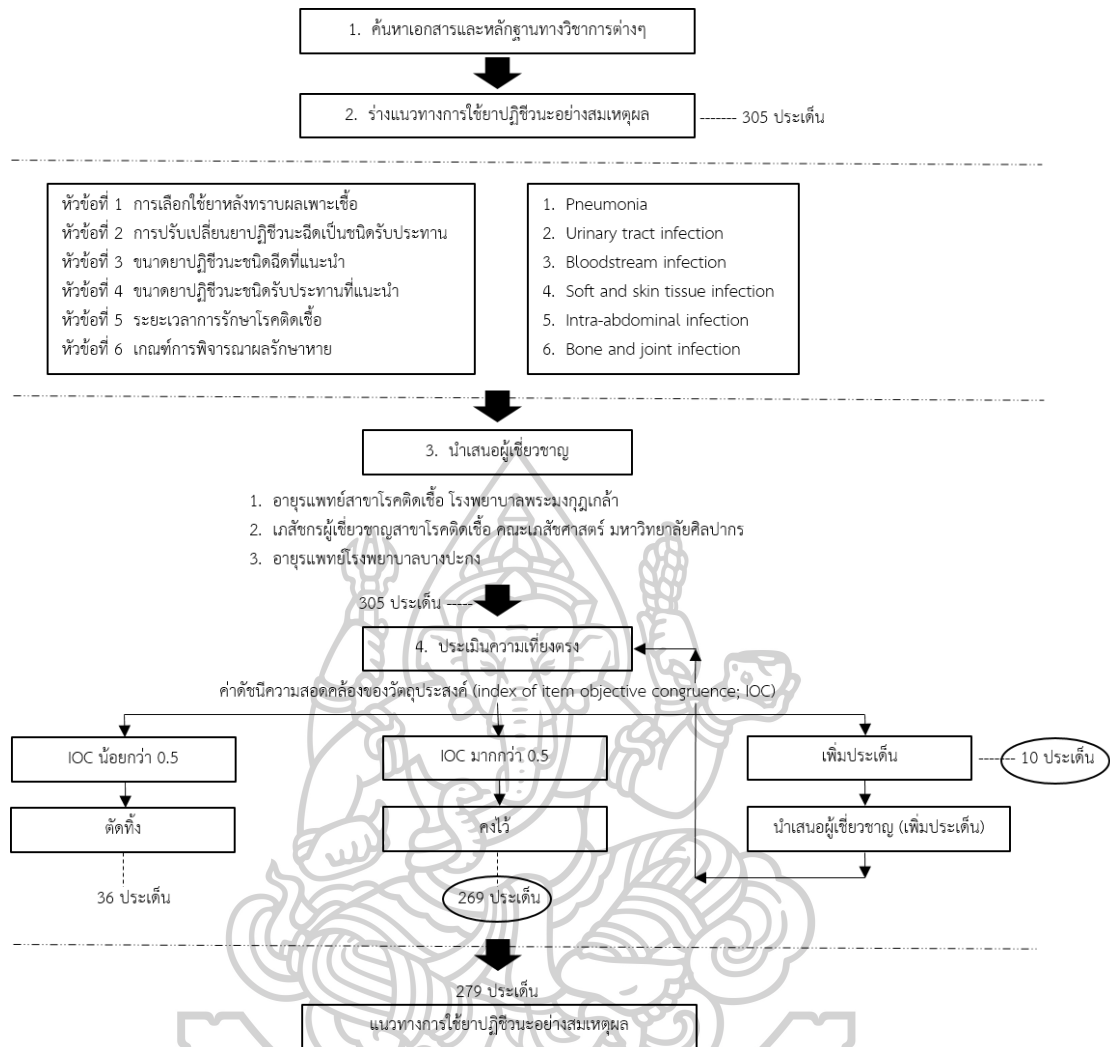 1. ค้นหาเอกสารและหลักฐานทางวิชาการต่างๆ
2. ร่างแนวทางการใช้ยาปฏิชีวนะอย่างสมเหตุผล ------- 305 ประเด็น
หัวข้อที่ 1 การเลือกใช้ยาหลังทราบผลเพาะเชื้อ
หัวข้อที่ 2 การปรับเปลี่ยนยาปฏิชีวนะฉีดเป็นชนิดรับประทาน
หัวข้อที่ 3 ขนาดยาปฏิชีวนะชนิดฉีดที่แนะนำ
หัวข้อที่ 4 ขนาดยาปฏิชีวนะชนิดรับประทานที่แนะนำ
หัวข้อที่ 5 ระยะเวลาการรักษาโรคติดเชื้อ
หัวข้อที่ 6 เกณฑ์การพิจารณาผลรักษาหาย
1. Pneumonia
2. Urinary tract infection
3. Bloodstream infection
4. Soft and skin tissue infection
5. Intra-abdominal infection
6. Bone and joint infection
3. นำเสนอผู้เชี่ยวชาญ
1. อายุรแพทย์สาขาโรคติดเชื้อ โรงพยาบาลพระมงกุฎเกล้า
2. เภสัชกรผู้เชี่ยวชาญสาขาโรคติดเชื้อ คณะเภสัชศาสตร์ มหาวิทยาลัยศิลปากร
3. อายุรแพทย์โรงพยาบาลบางปะกง
305 ประเด็น -----
4. ประเมินความเที่ยงตรง
ค่าดัชนีความสอดคล้องของวัตถุประสงค์ (index of item objective congruence; IOC)
IOC น้อยกว่า 0.5
IOC มากกว่า 0.5
เพิ่มประเด็น ------- 10 ประเด็น
ตัดทิ้ง
คงไว้
นำเสนอผู้เชี่ยวชาญ (เพิ่มประเด็น)
36 ประเด็น
269 ประเด็น
279 ประเด็น
แนวทางการใช้ยาปฏิชีวนะอย่างสมเหตุผล